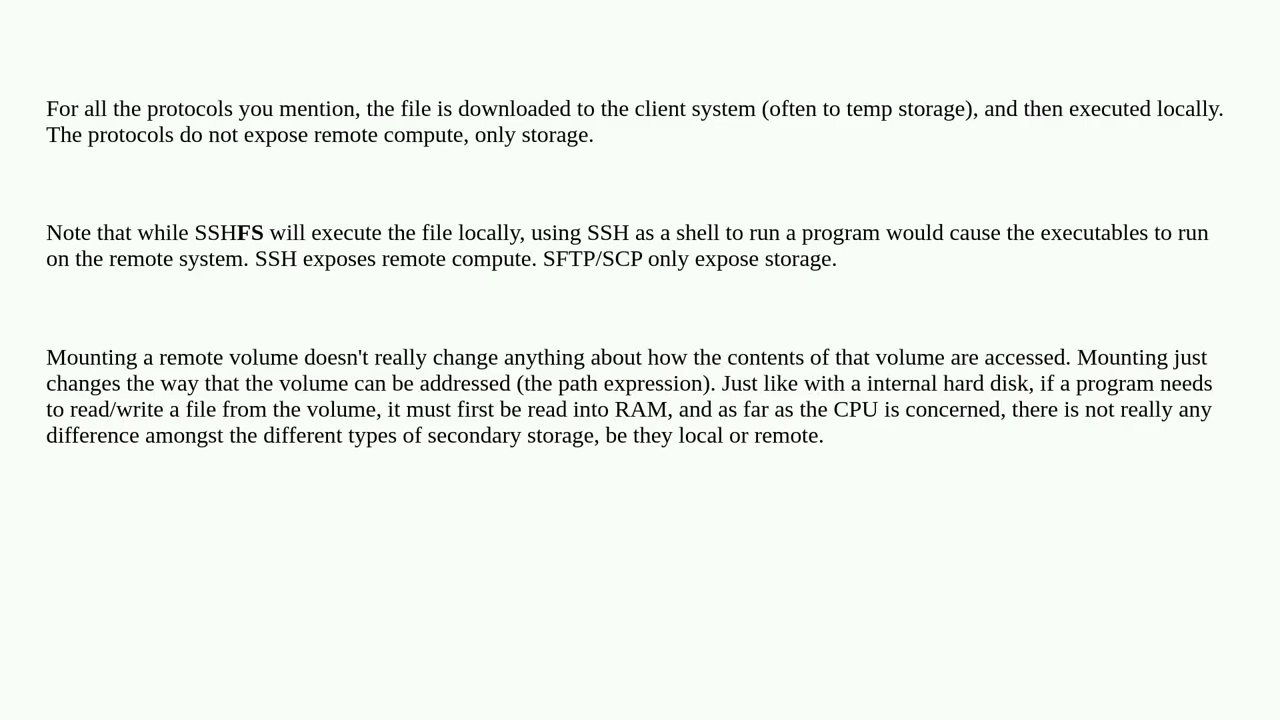 For all the protocols you mention, the file is downloaded to the client system (often to temp storage), and then executed locally.
The protocols do not expose remote compute, only storage.
Note that while SSHFS will execute the file locally, using SSH as a shell to run a program would cause the executables to run
on the remote system. SSH exposes remote compute. SFTP/SCP only expose storage.
Mounting a remote volume doesn't really change anything about how the contents of that volume are accessed. Mounting just
changes the way that the volume can be addressed (the path expression). Just like with a internal hard disk, if a program needs
to read/write a file from the volume, it must first be read into RAM, and as far as the CPU is concerned, there is not really any
difference amongst the different types of secondary storage, be they local or remote.